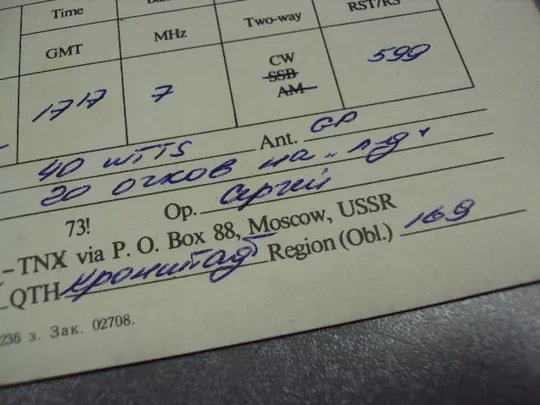 Time Two-way RST/RS
GMT MHz
CW
SSB
AM
1717 7 599
40 WTTS Ant. GP
20 очков на „л-д"
73! Op. Сергей
–TNX via P. O. Box 88, Moscow, USSR
QTH Кронштадт Region (Obl.) 169
236 з. Зак. 02708.